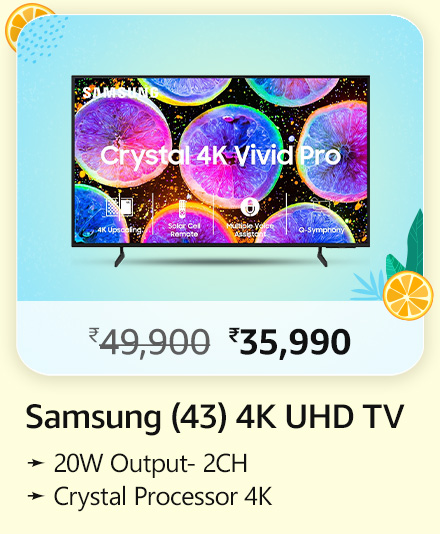 SAMSUNG
Crystal 4K Vivid Pro
4K Upscaling
Solar Cell
Remote
Multiple Voice
Assistant
Q-Symphony
₹49,900 ₹35,990
Samsung (43) 4K UHD TV
➛ 20W Output- 2CH
➛ Crystal Processor 4K